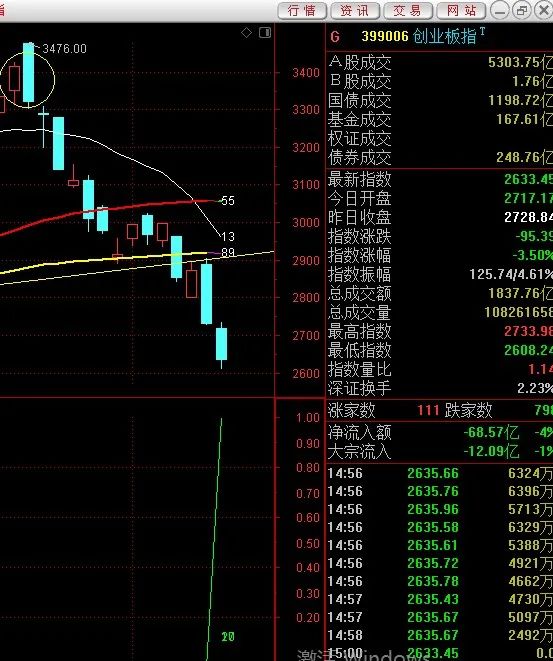 指
行情 资讯 交易 网站
3476.00
3400
3300
3200
3100
3000
2900
2800
2700
2600
55
13
89
1.00
0.90
0.80
0.70
0.60
0.50
0.40
0.30
0.20
20
G 399006 创业板指T
A股成交 5303.75亿
B股成交 1.76亿
国债成交 1198.72亿
基金成交 167.61亿
权证成交
债券成交 248.76亿
最新指数 2633.45
今日开盘 2717.17
昨日收盘 2728.84
指数涨跌 -95.39
指数涨幅 -3.50%
指数振幅 125.74/4.61%
总成交额 1837.76亿
总成交量 108261658
最高指数 2733.98
最低指数 2608.24
指数量比 1.14
深证换手 2.23%
涨家数 111 跌家数 798
净流入额 -68.57亿 -4%
大宗流入 -12.09亿 -1%
14:56 2635.66 6324万
14:56 2635.76 6396万
14:56 2635.96 5713万
14:56 2635.58 6329万
14:56 2635.61 5388万
14:56 2635.72 4921万
14:56 2635.78 4662万
14:57 2635.43 4730万
14:57 2635.67 5097万
14:58 2635.67 2492万
15:00 2633.45 0.0
激活 Windows